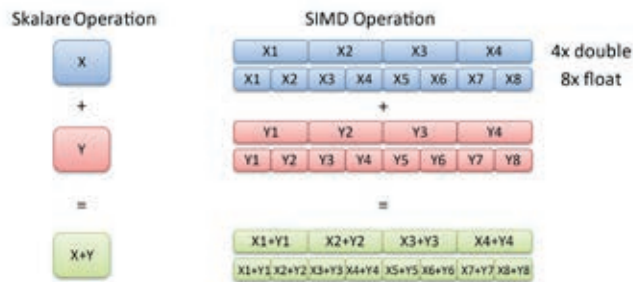 Skalare Operation SIMD Operation
X X1 X2 X3 X4 4x double
X1 X2 X3 X4 X5 X6 X7 X8 8x float
+ +
Y Y1 Y2 Y3 Y4
Y1 Y2 Y3 Y4 Y5 Y6 Y7 Y8
= =
X+Y X1+Y1 X2+Y2 X3+Y3 X4+Y4
X1+Y1 X2+Y2 X3+Y3 X4+Y4 X5+Y5 X6+Y6 X7+Y7 X8+Y8